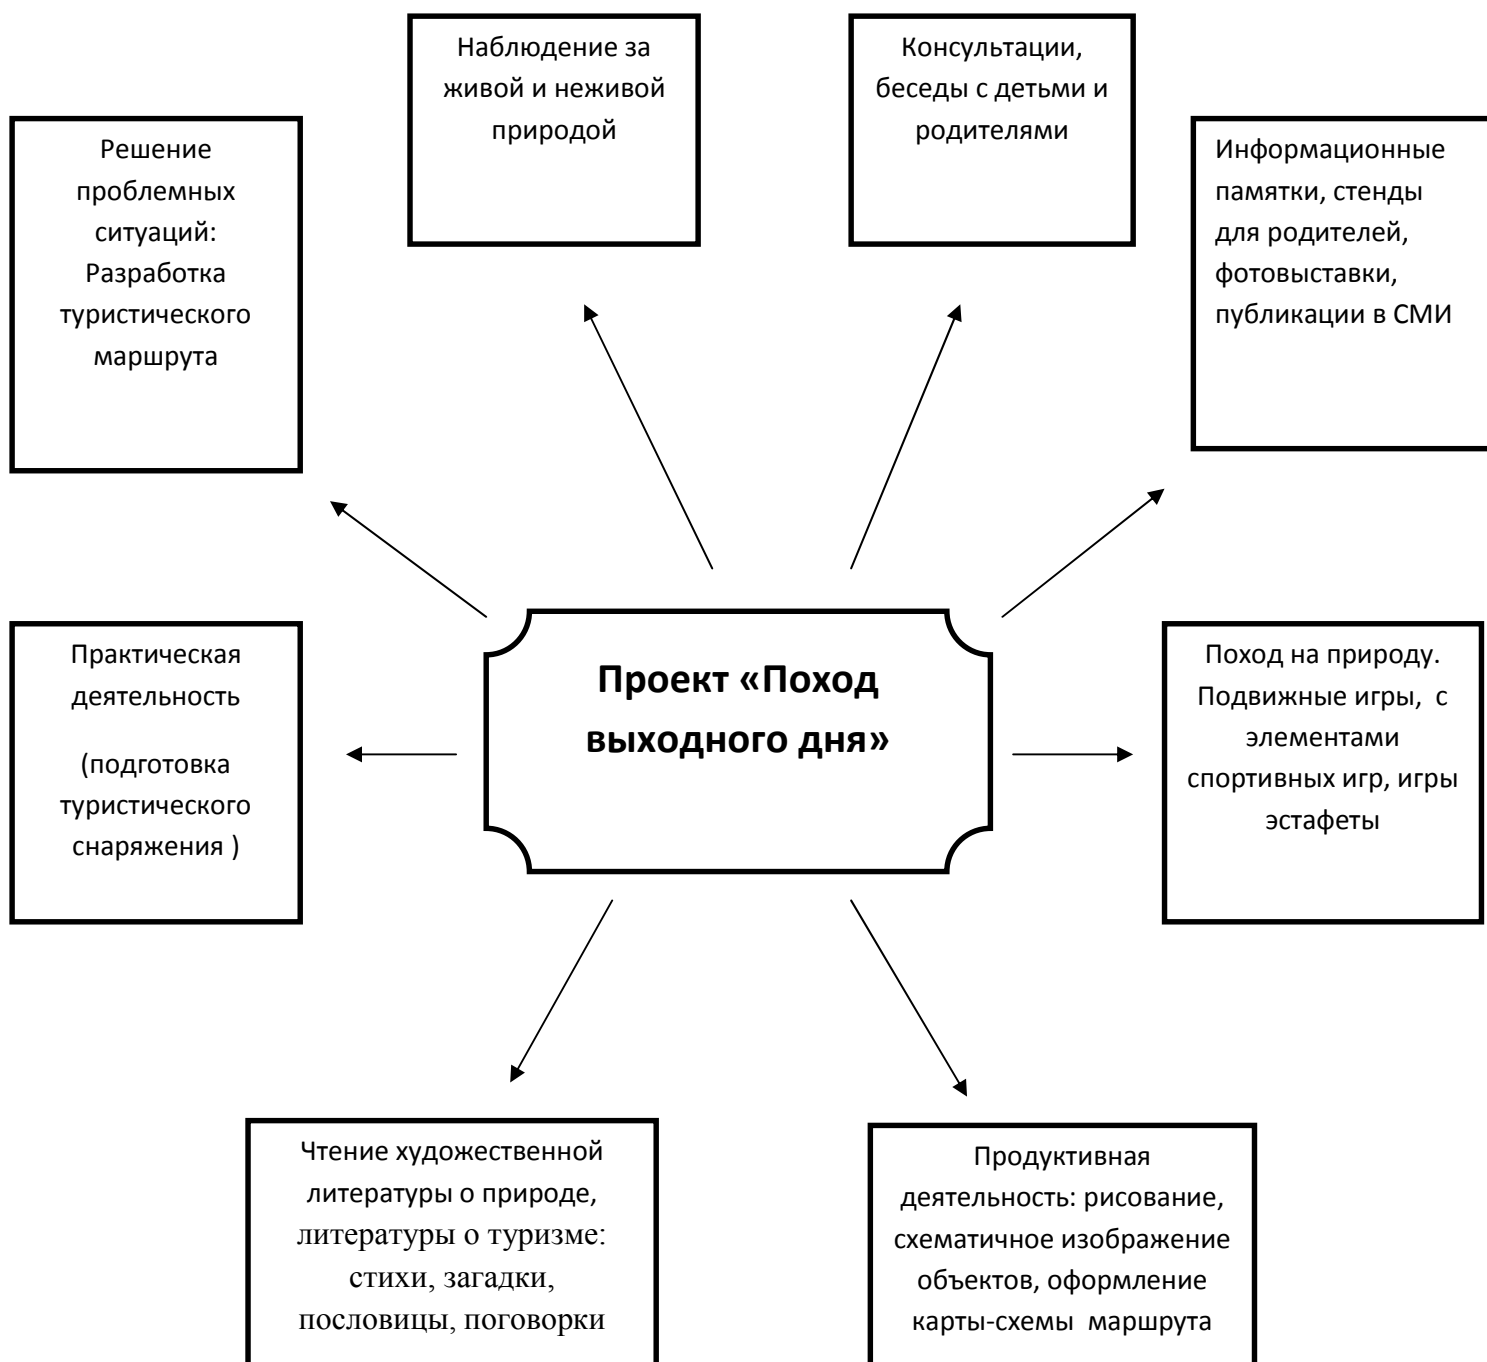 Наблюдение за
живой и неживой
природой
Консультации,
беседы с детьми и
родителями
Решение
проблемных
ситуаций:
Разработка
туристического
маршрута
Информационные
памятки, стенды
для родителей,
фотовыставки,
публикации в СМИ
Практическая
деятельность
(подготовка
туристического
снаряжения )
Проект «Поход
выходного дня»
Поход на природу.
Подвижные игры,  с
элементами
спортивных игр, игры
эстафеты
Чтение художественной
литературы о природе,
литературы о туризме:
стихи, загадки,
пословицы, поговорки
Продуктивная
деятельность: рисование,
схематичное изображение
объектов, оформление
карты-схемы  маршрута